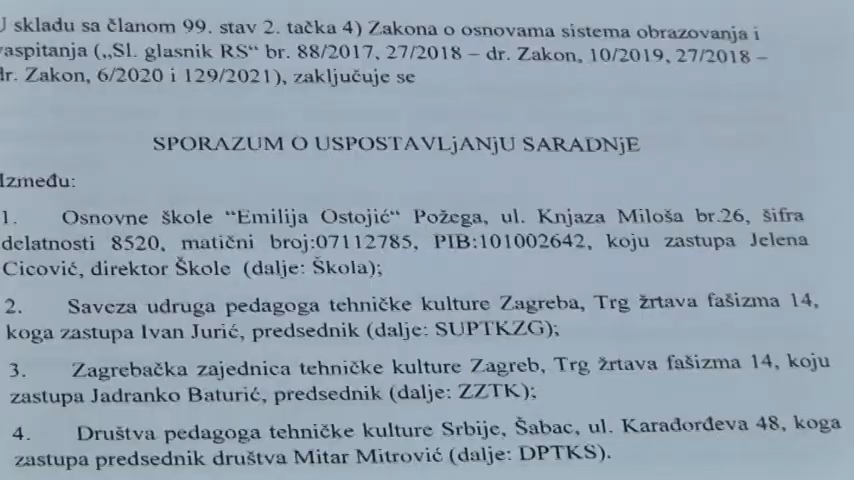 U skladu sa članom 99. stav 2. tačka 4) Zakona o osnovama sistema obrazovanja i
vaspitanja („Sl. glasnik RS“ br. 88/2017, 27/2018 – dr. Zakon, 10/2019, 27/2018 –
dr. Zakon, 6/2020 i 129/2021), zaključuje se
SPORAZUM O USPOSTAVLjANjU SARADNjE
Između:
1. Osnovne škole “Emilija Ostojić“ Požega, ul. Knjaza Miloša br.26, šifra
delatnosti 8520, matični broj:07112785, PIB:101002642, koju zastupa Jelena
Cicović, direktor Škole (dalje: Škola);
2. Saveza udruga pedagoga tehničke kulture Zagreba, Trg žrtava fašizma 14,
koga zastupa Ivan Jurić, predsednik (dalje: SUPTKZG);
3. Zagrebačka zajednica tehničke kulture Zagreb, Trg žrtava fašizma 14, koju
zastupa Jadranko Baturić, predsednik (dalje: ZZTK);
4. Društva pedagoga tehničke kulture Srbije, Šabac, ul. Karađorđeva 48, koga
zastupa predsednik društva Mitar Mitrović (dalje: DPTKS).